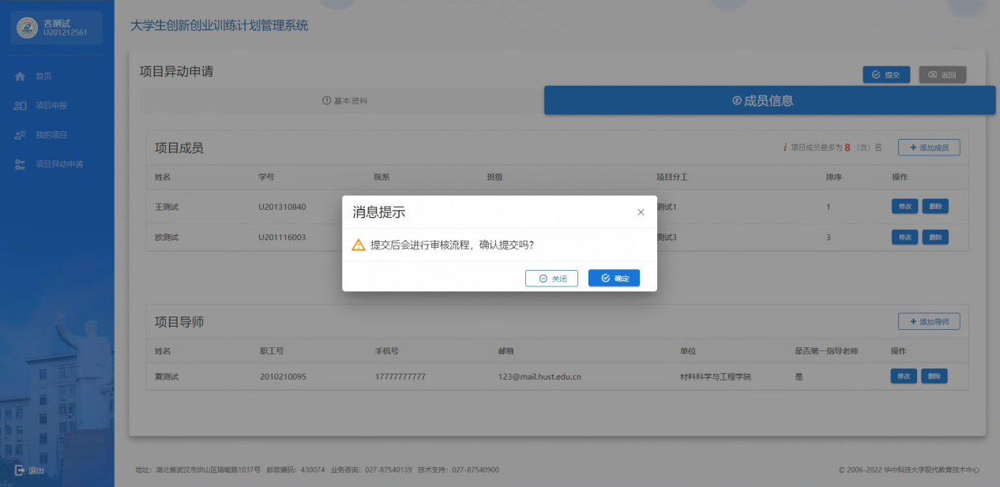 吝测试
U201212561
首页
项目申报
我的项目
项目异动申请
退出
大学生创新创业训练计划管理系统
项目异动申请
提交 返回
① 基本资料 ② 成员信息
项目成员 i 项目成员最多为 8 （含）名 + 添加成员
姓名 学号 院系 班级 项目分工 排序 操作
王测试 U201310840 测试1 1 修改 删除
欧测试 U201116003 测试3 3 修改 删除
消息提示
提交后会进行审核流程，确认提交吗?
关闭 确定
项目导师 + 添加导师
姓名 职工号 手机号 邮箱 单位 是否第一指导老师 操作
夏测试 2010210095 17777777777 123@mail.hust.edu.cn 材料科学与工程学院 是 修改 删除
地址：湖北省武汉市洪山区珞喻路1037号 邮政编码：430074 业务咨询：027-87540139 技术支持：027-87540900 © 2006-2022 华中科技大学现代教育技术中心